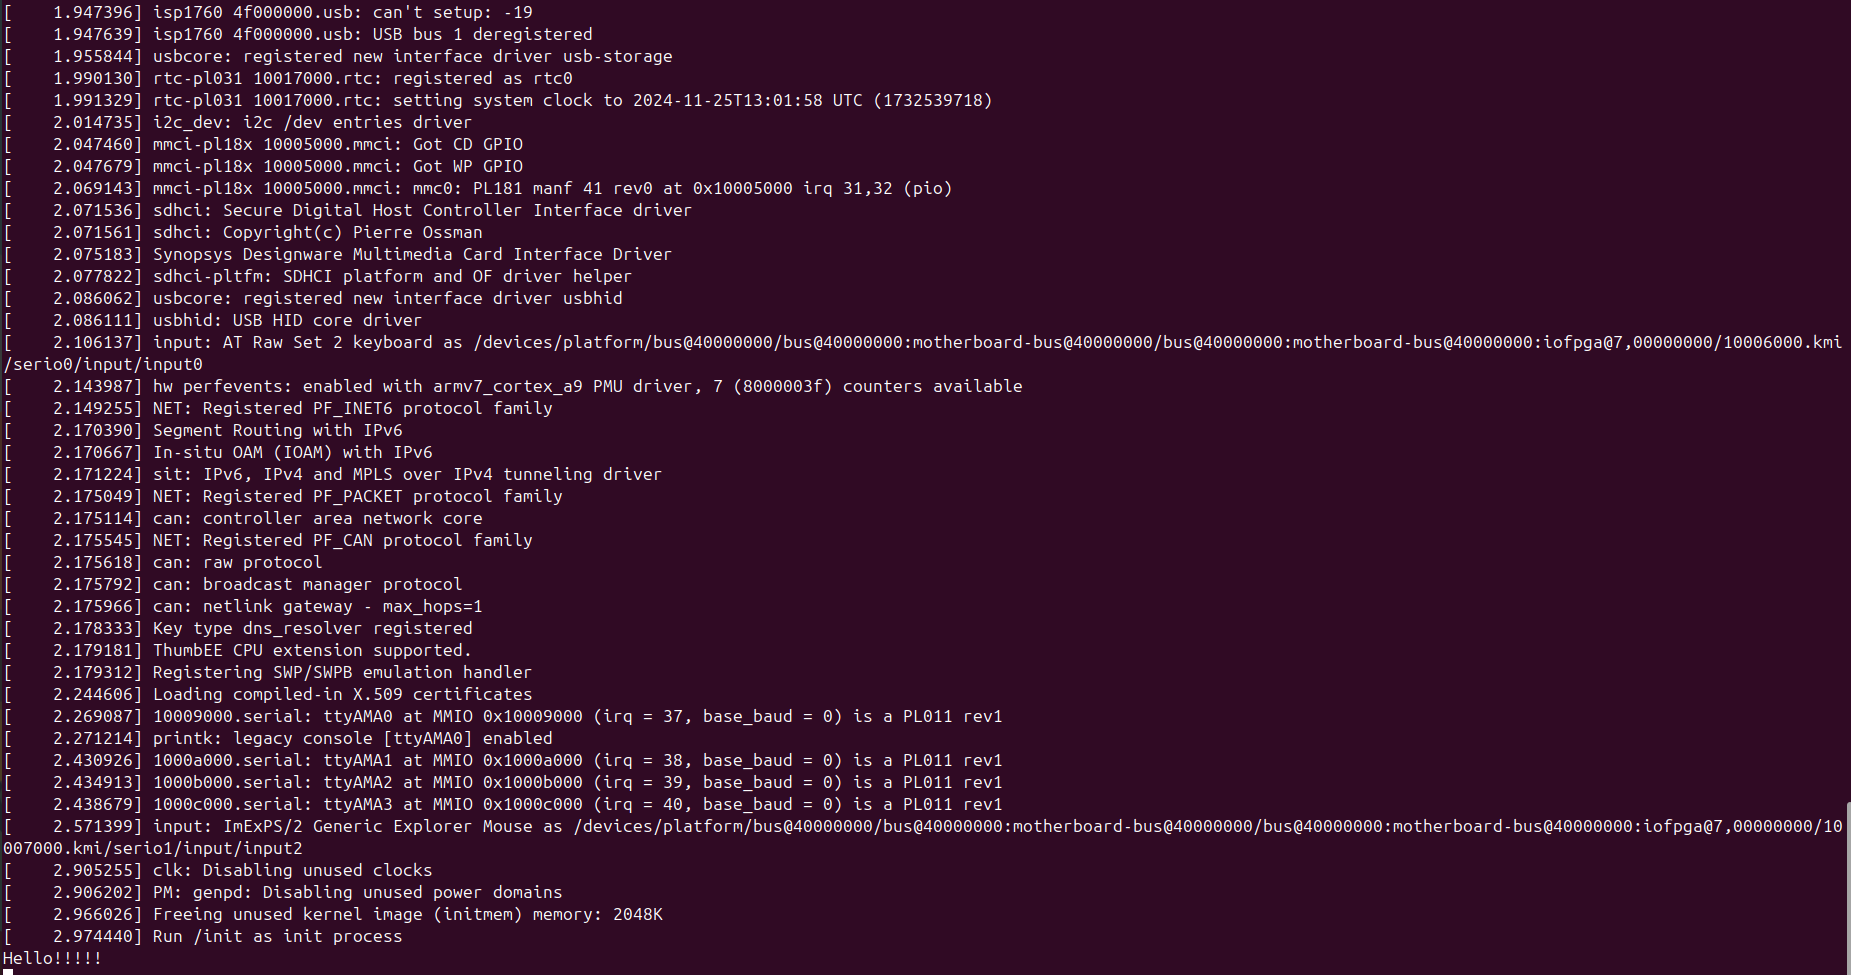 [    1.947396] isp1760 4f000000.usb: can't setup: -19
[    1.947639] isp1760 4f000000.usb: USB bus 1 deregistered
[    1.955844] usbcore: registered new interface driver usb-storage
[    1.990130] rtc-pl031 10017000.rtc: registered as rtc0
[    1.991329] rtc-pl031 10017000.rtc: setting system clock to 2024-11-25T13:01:58 UTC (1732539718)
[    2.014735] i2c_dev: i2c /dev entries driver
[    2.047460] mmci-pl18x 10005000.mmci: Got CD GPIO
[    2.047679] mmci-pl18x 10005000.mmci: Got WP GPIO
[    2.069143] mmci-pl18x 10005000.mmci: mmc0: PL181 manf 41 rev0 at 0x10005000 irq 31,32 (pio)
[    2.071536] sdhci: Secure Digital Host Controller Interface driver
[    2.071561] sdhci: Copyright(c) Pierre Ossman
[    2.075183] Synopsys Designware Multimedia Card Interface Driver
[    2.077822] sdhci-pltfm: SDHCI platform and OF driver helper
[    2.086062] usbcore: registered new interface driver usbhid
[    2.086111] usbhid: USB HID core driver
[    2.106137] input: AT Raw Set 2 keyboard as /devices/platform/bus@40000000/bus@40000000:motherboard-bus@40000000/bus@40000000:motherboard-bus@40000000:iofpga@7,00000000/10006000.kmi
/serio0/input/input0
[    2.143987] hw perfevents: enabled with armv7_cortex_a9 PMU driver, 7 (8000003f) counters available
[    2.149255] NET: Registered PF_INET6 protocol family
[    2.170390] Segment Routing with IPv6
[    2.170667] In-situ OAM (IOAM) with IPv6
[    2.171224] sit: IPv6, IPv4 and MPLS over IPv4 tunneling driver
[    2.175049] NET: Registered PF_PACKET protocol family
[    2.175114] can: controller area network core
[    2.175545] NET: Registered PF_CAN protocol family
[    2.175618] can: raw protocol
[    2.175792] can: broadcast manager protocol
[    2.175966] can: netlink gateway - max_hops=1
[    2.178333] Key type dns_resolver registered
[    2.179181] ThumbEE CPU extension supported.
[    2.179312] Registering SWP/SWPB emulation handler
[    2.244606] Loading compiled-in X.509 certificates
[    2.269087] 10009000.serial: ttyAMA0 at MMIO 0x10009000 (irq = 37, base_baud = 0) is a PL011 rev1
[    2.271214] printk: legacy console [ttyAMA0] enabled
[    2.430926] 1000a000.serial: ttyAMA1 at MMIO 0x1000a000 (irq = 38, base_baud = 0) is a PL011 rev1
[    2.434913] 1000b000.serial: ttyAMA2 at MMIO 0x1000b000 (irq = 39, base_baud = 0) is a PL011 rev1
[    2.438679] 1000c000.serial: ttyAMA3 at MMIO 0x1000c000 (irq = 40, base_baud = 0) is a PL011 rev1
[    2.571399] input: ImExPS/2 Generic Explorer Mouse as /devices/platform/bus@40000000/bus@40000000:motherboard-bus@40000000/bus@40000000:motherboard-bus@40000000:iofpga@7,00000000/10
007000.kmi/serio1/input/input2
[    2.905255] clk: Disabling unused clocks
[    2.906202] PM: genpd: Disabling unused power domains
[    2.966026] Freeing unused kernel image (initmem) memory: 2048K
[    2.974440] Run /init as init process
Hello!!!!!